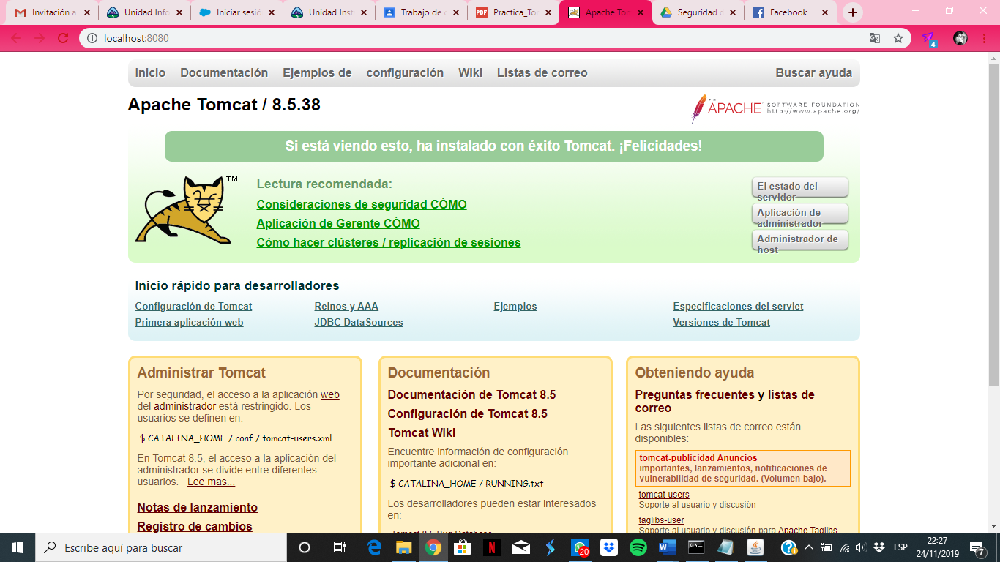 Invitación a
Unidad Info
Iniciar sesió
Unidad Inst
Trabajo de c
PDF
Practica_To
Apache Tom
Seguridad c
Facebook
localhost:8080
4
Inicio Documentación Ejemplos de configuración Wiki Listas de correo Buscar ayuda
Apache Tomcat / 8.5.38
THE APACHE SOFTWARE FOUNDATION
http://www.apache.org/
Si está viendo esto, ha instalado con éxito Tomcat. ¡Felicidades!
TM
Lectura recomendada:
Consideraciones de seguridad CÓMO
Aplicación de Gerente CÓMO
Cómo hacer clústeres / replicación de sesiones
El estado del
servidor
Aplicación de
administrador
Administrador de
host
Inicio rápido para desarrolladores
Configuración de Tomcat
Primera aplicación web
Reinos y AAA
JDBC DataSources
Ejemplos
Especificaciones del servlet
Versiones de Tomcat
Administrar Tomcat
Por seguridad, el acceso a la aplicación web
del administrador está restringido. Los
usuarios se definen en:
$ CATALINA_HOME / conf / tomcat-users.xml
En Tomcat 8.5, el acceso a la aplicación del
administrador se divide entre diferentes
usuarios. Lee mas...
Notas de lanzamiento
Registro de cambios
Documentación
Documentación de Tomcat 8.5
Configuración de Tomcat 8.5
Tomcat Wiki
Encuentre información de configuración
importante adicional en:
$ CATALINA_HOME / RUNNING.txt
Los desarrolladores pueden estar interesados
en:
Tomcat 8.5 Bug Database
Obteniendo ayuda
Preguntas frecuentes y listas de
correo
Las siguientes listas de correo están
disponibles:
tomcat-publicidad Anuncios
importantes, lanzamientos, notificaciones de
vulnerabilidad de seguridad. (Volumen bajo).
tomcat-users
Soporte al usuario y discusión
taglibs-user
Soporte al usuario y discusión para Apache Taglibs
Escribe aquí para buscar
20
ESP
22:27
24/11/2019
7